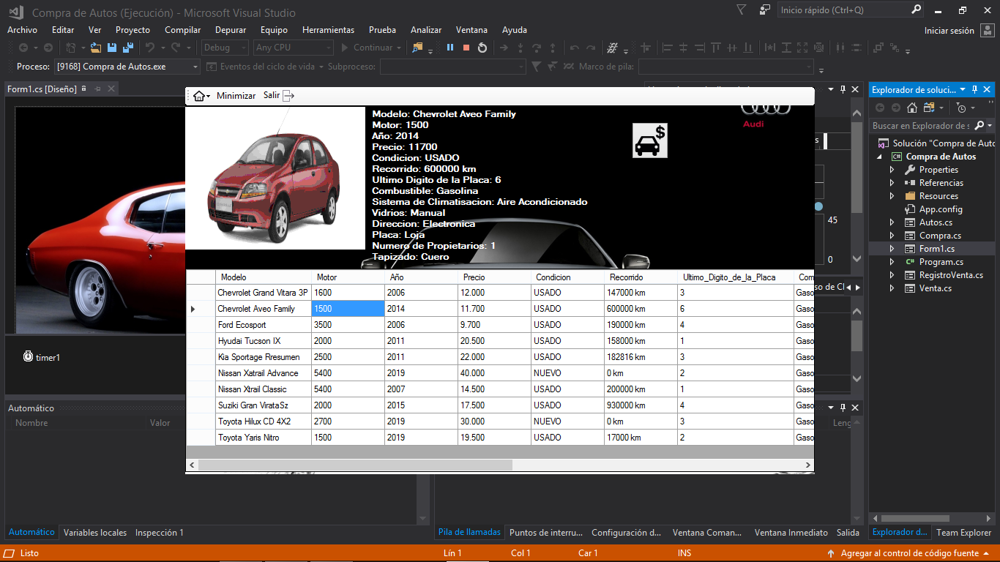 Compra de Autos (Ejecución) - Microsoft Visual Studio
Inicio rápido (Ctrl+Q)
Archivo Editar Ver Proyecto Compilar Depurar Equipo Herramientas Prueba Analizar Ventana Ayuda
Iniciar sesión
Debug Any CPU Continuar
Proceso: [9168] Compra de Autos.exe Eventos del ciclo de vida Subproceso: Marco de pila:
Form1.cs [Diseño]
Minimizar Salir
Audi
Modelo: Chevrolet Aveo Family
Motor: 1500
Año: 2014
Precio: 11700
Condicion: USADO
Recorrido: 600000 km
Ultimo Digito de la Placa: 6
Combustible: Gasolina
Sistema de Climatisacion: Aire Acondicionado
Vidrios: Manual
Direccion: Electronica
Placa: Loja
Numero de Propietarios: 1
Tapizado: Cuero
Modelo Motor Año Precio Condicion Recorrido Ultimo_Digito_de_la_Placa Com
Chevrolet Grand Vitara 3P 1600 2006 12.000 USADO 147000 km 3 Gaso
Chevrolet Aveo Family 1500 2014 11.700 USADO 600000 km 6 Gaso
Ford Ecosport 3500 2006 9.700 USADO 190000 km 4 Gaso
Hyudai Tucson IX 2000 2011 20.500 USADO 158000 km 1 Gaso
Kia Sportage Rresumen 2500 2011 22.000 USADO 182816 km 3 Gaso
Nissan Xatrail Advance 5400 2019 40.000 NUEVO 0 km 2 Gaso
Nissan Xtrail Classic 5400 2007 14.500 USADO 200000 km 1 Gaso
Suziki Gran VirataSz 2000 2015 17.500 USADO 930000 km 4 Gaso
Toyota Hilux CD 4X2 2700 2019 30.000 NUEVO 0 km 3 Gaso
Toyota Yaris Nitro 1500 2019 19.500 USADO 17000 km 2 Gaso
s
45
0
so de CI
timer1
Automático
Nombre Valor
Leng
Automático Variables locales Inspección 1
Pila de llamadas Puntos de interru... Configuración d... Ventana Coman... Ventana Inmediato Salida
Explorador de soluci...
Buscar en Explorador de s
Solución "Compra de Auto
Compra de Autos
Properties
Referencias
Resources
App.config
Autos.cs
Compra.cs
Form1.cs
Program.cs
RegistroVenta.cs
Venta.cs
Explorador d... Team Explorer
Listo Lín 1 Col 1 Car 1 INS Agregar al control de código fuente